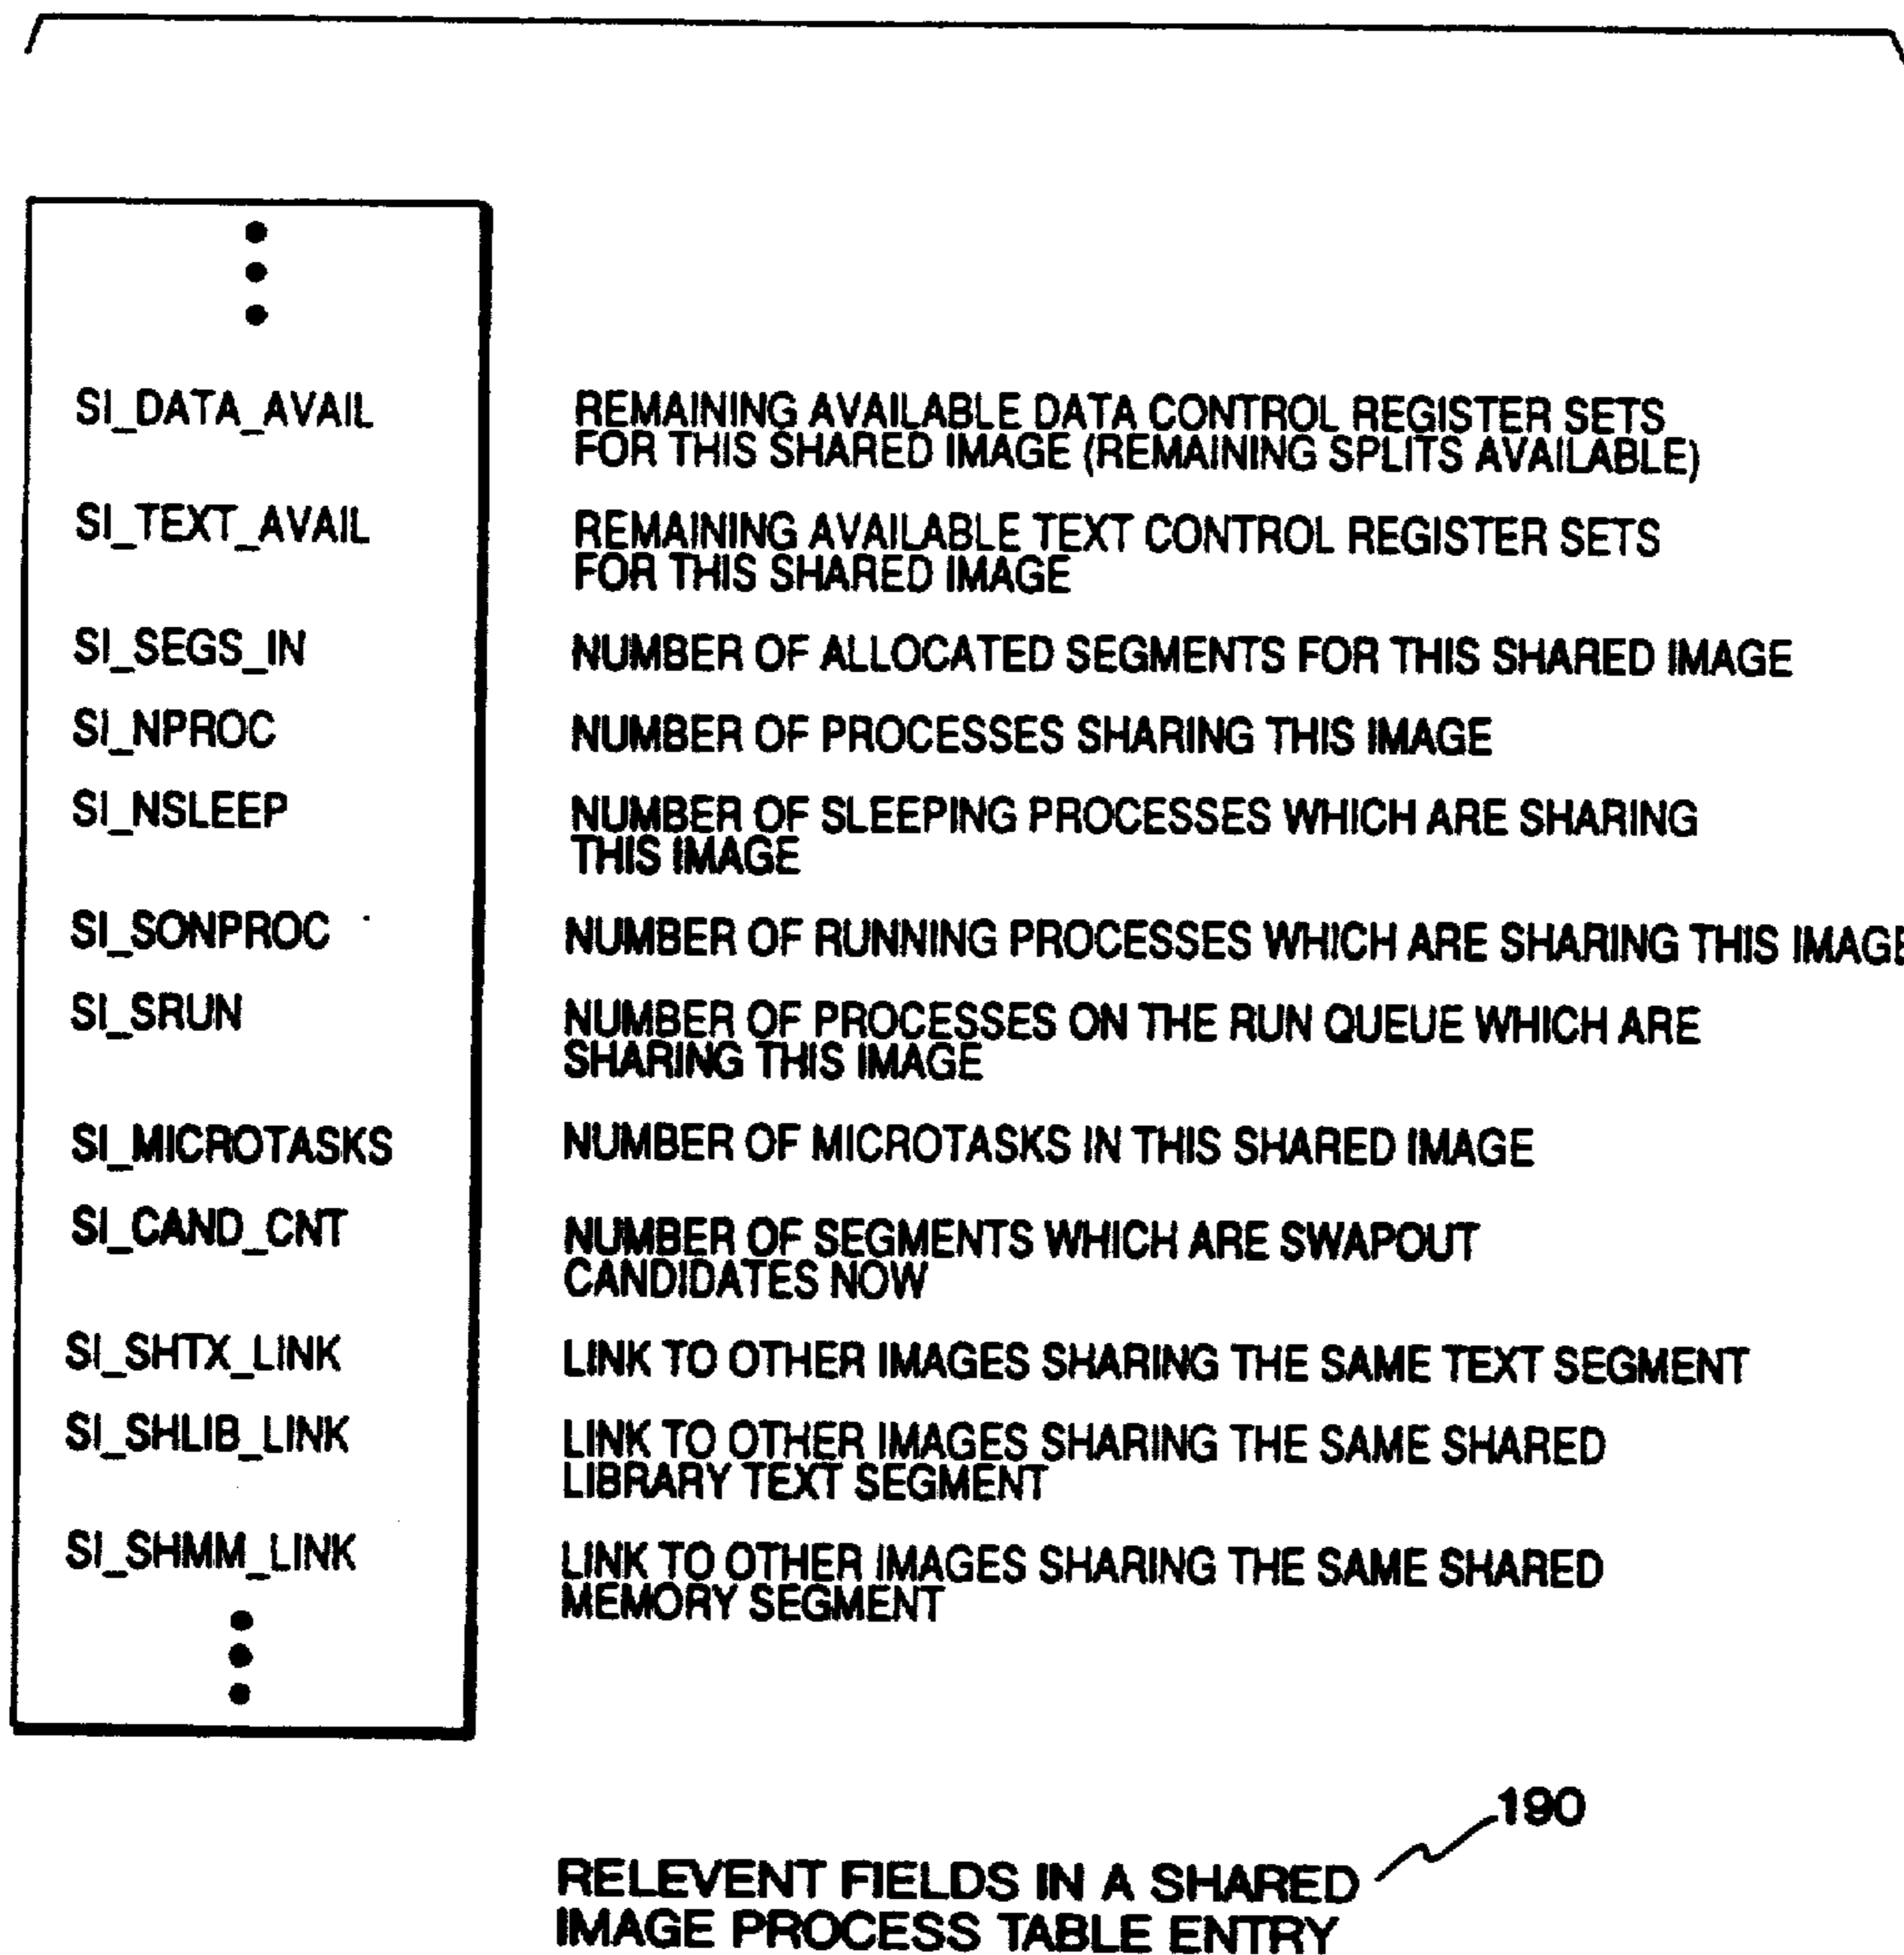 SI_DATA_AVAIL REMAINING AVAILABLE DATA CONTROL REGISTER SETS
FOR THIS SHARED IMAGE (REMAINING SPLITS AVAILABLE)
SI_TEXT_AVAIL REMAINING AVAILABLE TEXT CONTROL REGISTER SETS
FOR THIS SHARED IMAGE
SI_SEGS_IN NUMBER OF ALLOCATED SEGMENTS FOR THIS SHARED IMAGE
SI_NPROC NUMBER OF PROCESSES SHARING THIS IMAGE
SI_NSLEEP NUMBER OF SLEEPING PROCESSES WHICH ARE SHARING
THIS IMAGE
SI_SONPROC NUMBER OF RUNNING PROCESSES WHICH ARE SHARING THIS IMAGE
SI_SRUN NUMBER OF PROCESSES ON THE RUN QUEUE WHICH ARE
SHARING THIS IMAGE
SI_MICROTASKS NUMBER OF MICROTASKS IN THIS SHARED IMAGE
SI_CAND_CNT NUMBER OF SEGMENTS WHICH ARE SWAPOUT
CANDIDATES NOW
SI_SHTX_LINK LINK TO OTHER IMAGES SHARING THE SAME TEXT SEGMENT
SI_SHLIB_LINK LINK TO OTHER IMAGES SHARING THE SAME SHARED
LIBRARY TEXT SEGMENT
SI_SHMM_LINK LINK TO OTHER IMAGES SHARING THE SAME SHARED
MEMORY SEGMENT
190
RELEVENT FIELDS IN A SHARED
IMAGE PROCESS TABLE ENTRY